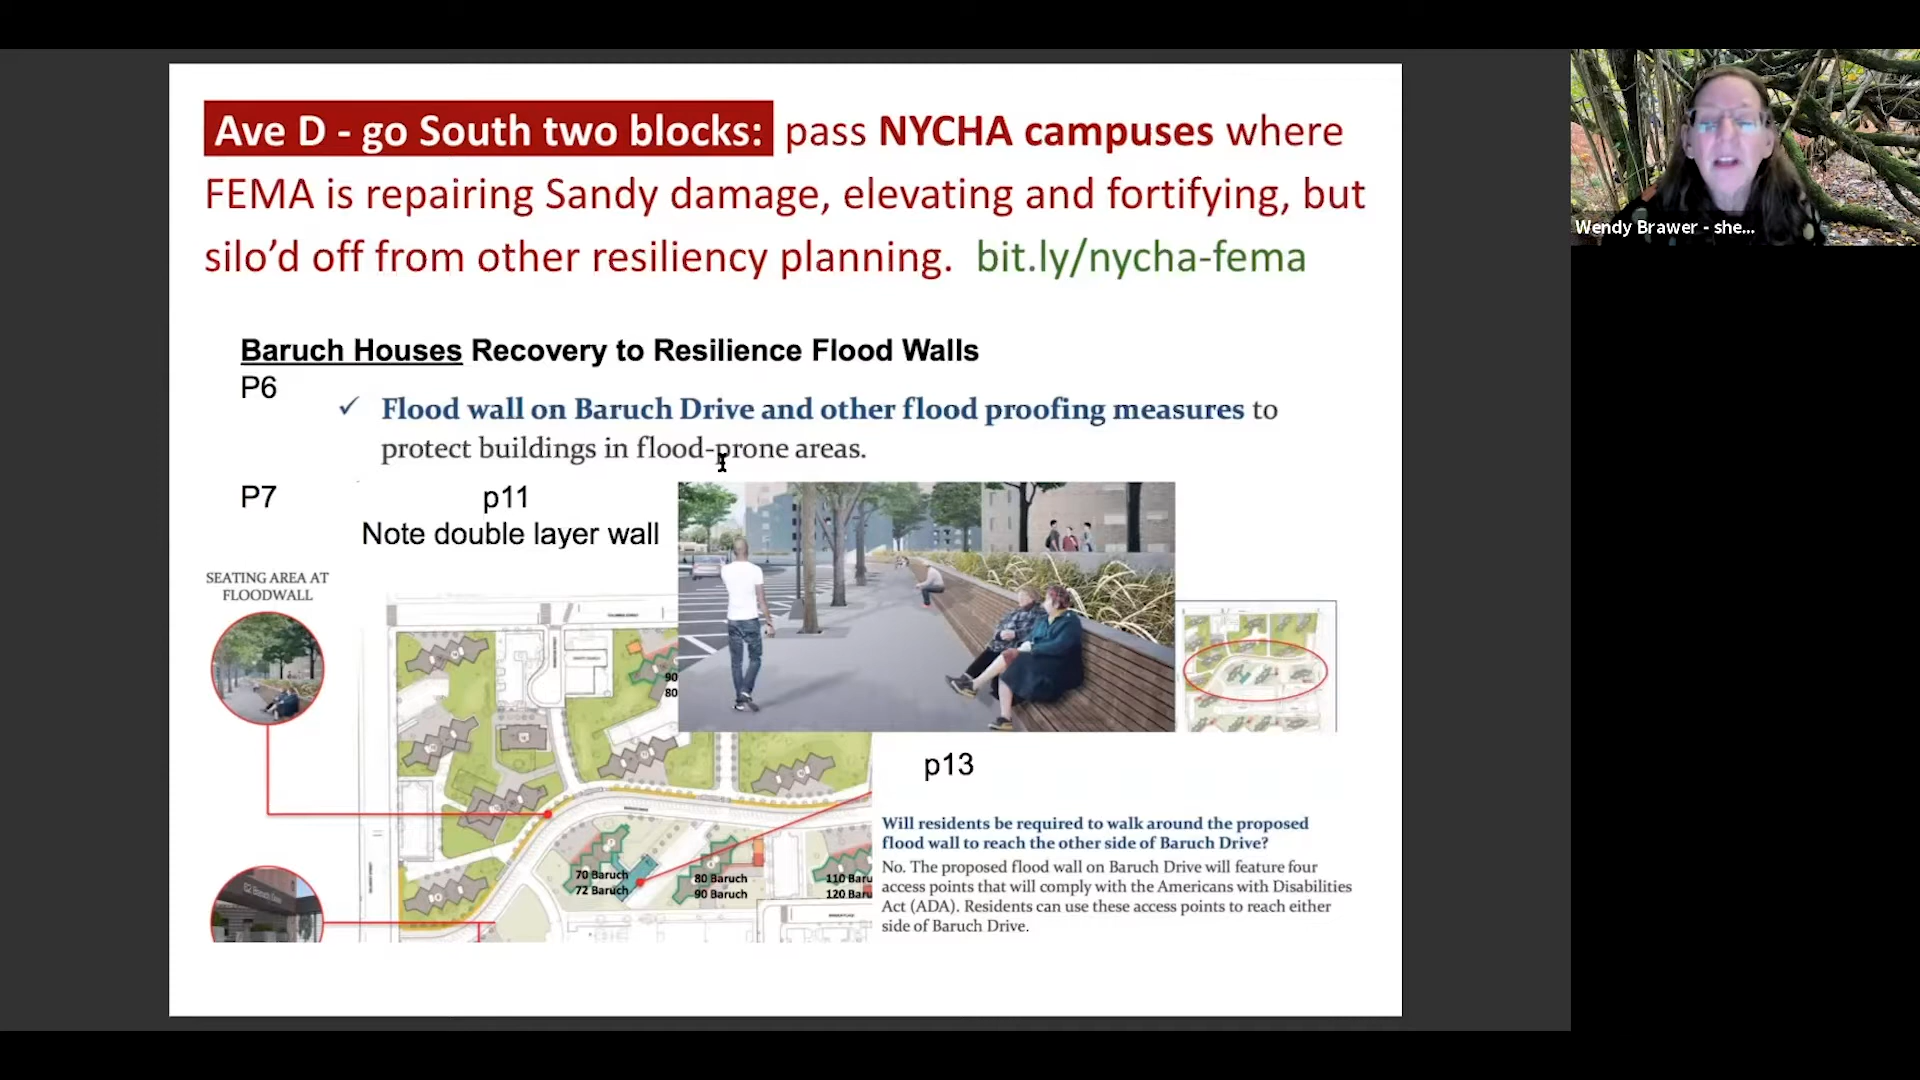 Ave D - go South two blocks: pass NYCHA campuses where
FEMA is repairing Sandy damage, elevating and fortifying, but
silo'd off from other resiliency planning. bit.ly/nycha-fema
Wendy Brawer - she...
Baruch Houses Recovery to Resilience Flood Walls
P6
✓ Flood wall on Baruch Drive and other flood proofing measures to
protect buildings in flood-prone areas.
P7
p11
Note double layer wall
SEATING AREA AT
FLOODWALL
90
80
70 Baruch
72 Baruch
80 Baruch
90 Baruch
110 Baru
120 Baru
p13
Will residents be required to walk around the proposed
flood wall to reach the other side of Baruch Drive?
No. The proposed flood wall on Baruch Drive will feature four
access points that will comply with the Americans with Disabilities
Act (ADA). Residents can use these access points to reach either
side of Baruch Drive.